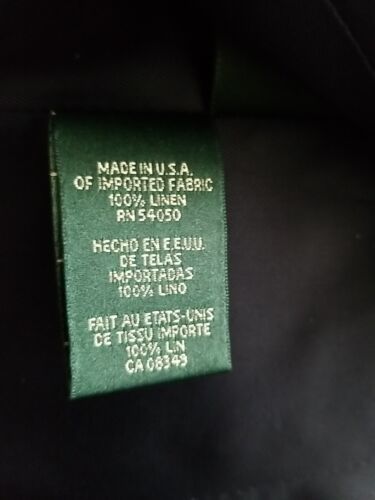 MADE IN U.S.A.
OF IMPORTED FABRIC
100% LINEN
RN 54050
HECHO EN E.E.U.U.
DE TELAS
IMPORTADAS
100% LINO
FAIT AU ETATS-UNIS
DE TISSU IMPORTE
100% LIN
CA 08349